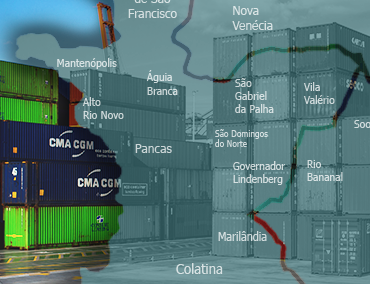 de São
Francisco
Nova
Venécia
Mantenópolis
Águia
Branca
Alto
Rio Novo
São
Gabriel
da Palha
Vila
Valério
São Domingos
do Norte
Pancas
CMA CGM
CMA CGM
Governador
Lindenberg
Rio
Bananal
Marilândia
Colatina